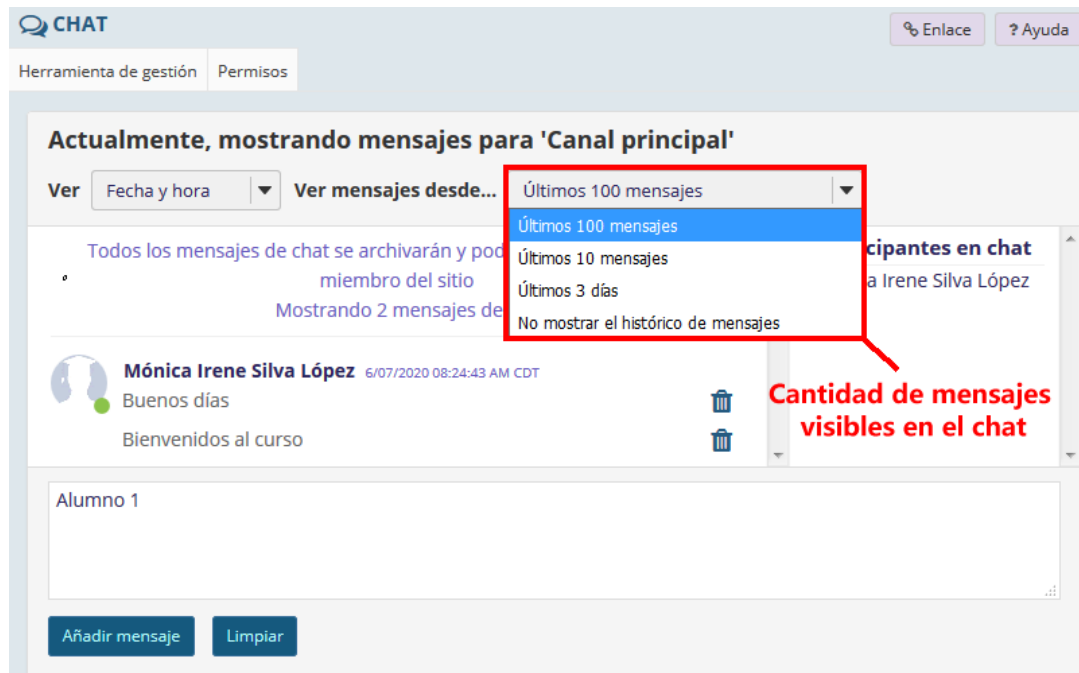 CHAT
Enlace
? Ayuda
Herramienta de gestión
Permisos
Actualmente, mostrando mensajes para 'Canal principal'
Ver
Fecha y hora
Ver mensajes desde...
Últimos 100 mensajes
Últimos 100 mensajes
Últimos 10 mensajes
Últimos 3 días
No mostrar el histórico de mensajes
Todos los mensajes de chat se archivarán y
miembro del sitio
Mostrando 2 mensajes de
Irene Silva López
en chat
Mónica Irene Silva López 6/07/2020 08:24:43 AM CDT
Buenos días
Bienvenidos al curso
Cantidad de mensajes
visibles en el chat
Alumno 1
Añadir mensaje
Limpiar